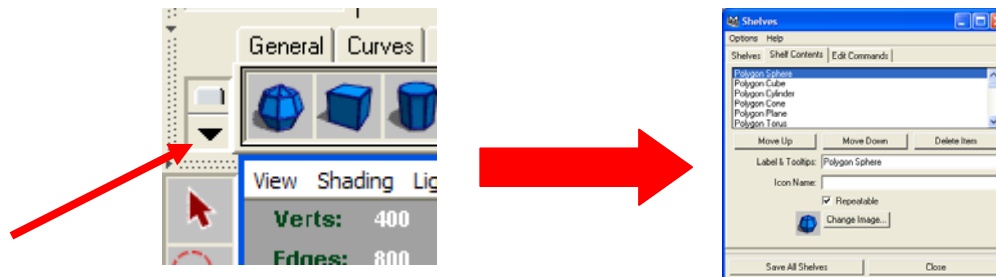 General Curves
View Shading Lig
Verts: 400
Edges: 800
Shelves
Options Help
Shelves Shelf Contents Edit Commands
Polygon Sphere
Polygon Cube
Polygon Cylinder
Polygon Cone
Polygon Plane
Polygon Torus
Move Up Move Down Delete Item
Label & Tooltips: Polygon Sphere
Icon Name:
Repeatable
Change Image...
Save All Shelves Close